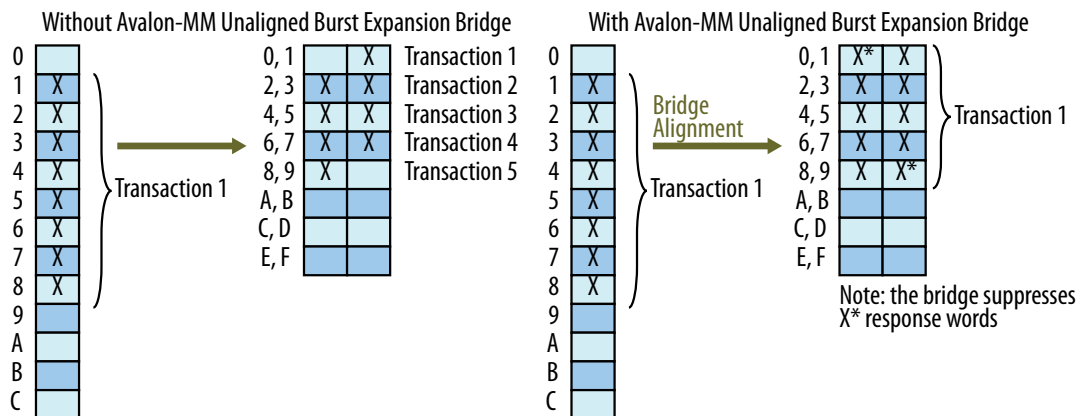 Without Avalon-MM Unaligned Burst Expansion Bridge
0
1 X
2 X
3 X
4 X
5 X
6 X
7 X
8 X
9
A
B
C
Transaction 1
0, 1 X Transaction 1
2, 3 X X Transaction 2
4, 5 X X Transaction 3
6, 7 X X Transaction 4
8, 9 X Transaction 5
A, B
C, D
E, F
With Avalon-MM Unaligned Burst Expansion Bridge
0
1 X
2 X
3 X
4 X
5 X
6 X
7 X
8 X
9
A
B
C
Transaction 1
Bridge
Alignment
0, 1 X* X
2, 3 X X
4, 5 X X
6, 7 X X
8, 9 X X*
A, B
C, D
E, F
Transaction 1
Note: the bridge suppresses
X* response words